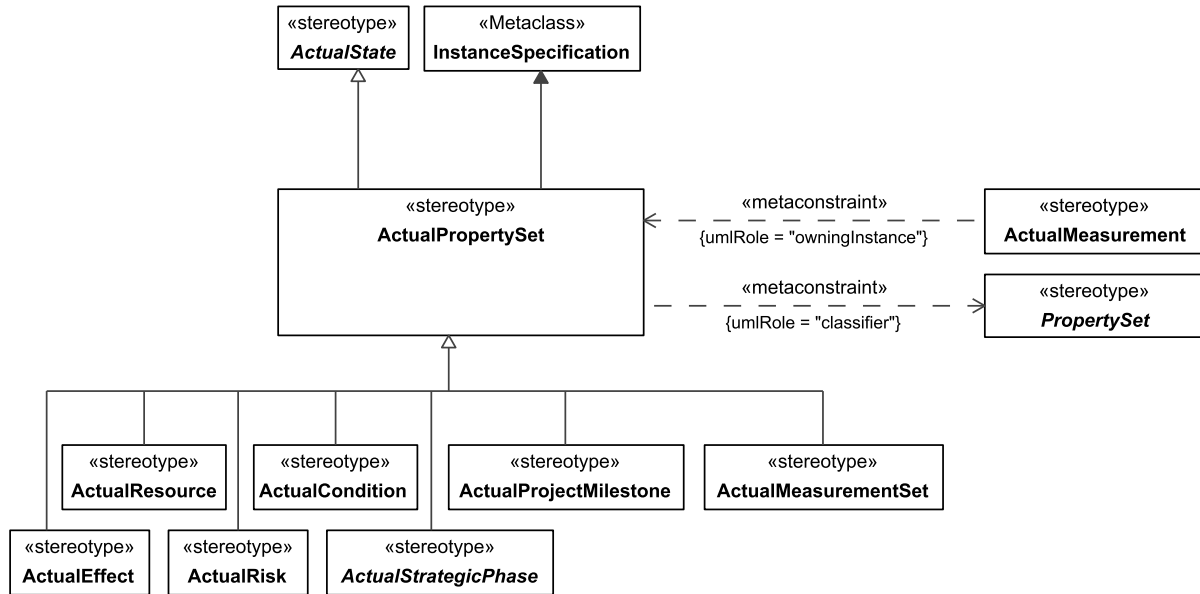 «stereotype»
ActualState
«Metaclass»
InstanceSpecification
«stereotype»
ActualPropertySet
«metaconstraint»
{umlRole = "owningInstance"}
«stereotype»
ActualMeasurement
«metaconstraint»
{umlRole = "classifier"}
«stereotype»
PropertySet
«stereotype»
ActualResource
«stereotype»
ActualCondition
«stereotype»
ActualProjectMilestone
«stereotype»
ActualMeasurementSet
«stereotype»
ActualEffect
«stereotype»
ActualRisk
«stereotype»
ActualStrategicPhase